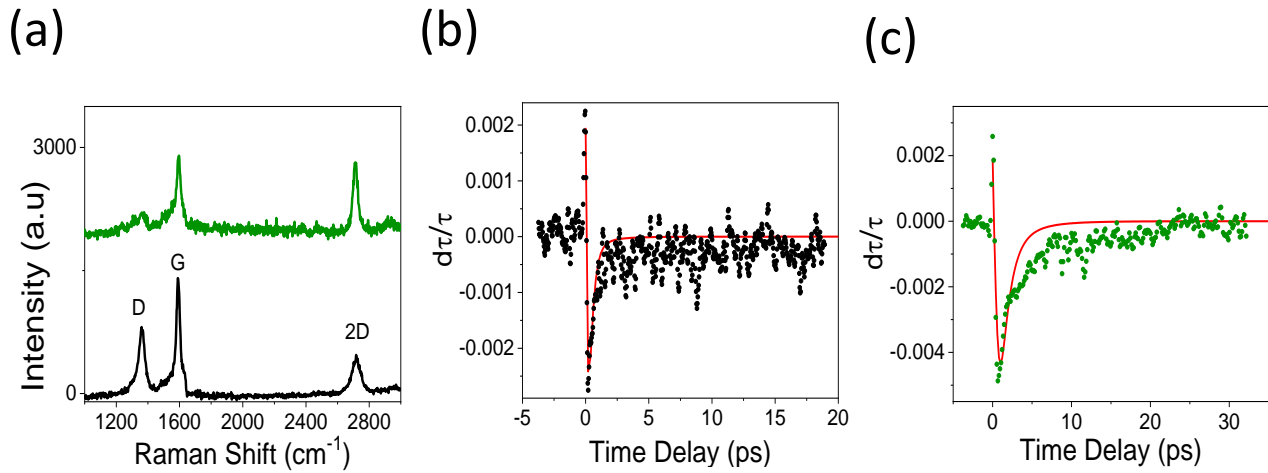 (a)
3000
0
Intensity (a.u)
D
G
2D
1200
1600
2000
2400
2800
Raman Shift (cm⁻¹)
(b)
0.002
0.001
0.000
-0.001
-0.002
dτ/τ
-5
0
5
10
15
20
Time Delay (ps)
(c)
0.002
0.000
-0.002
-0.004
dτ/τ
0
10
20
30
Time Delay (ps)